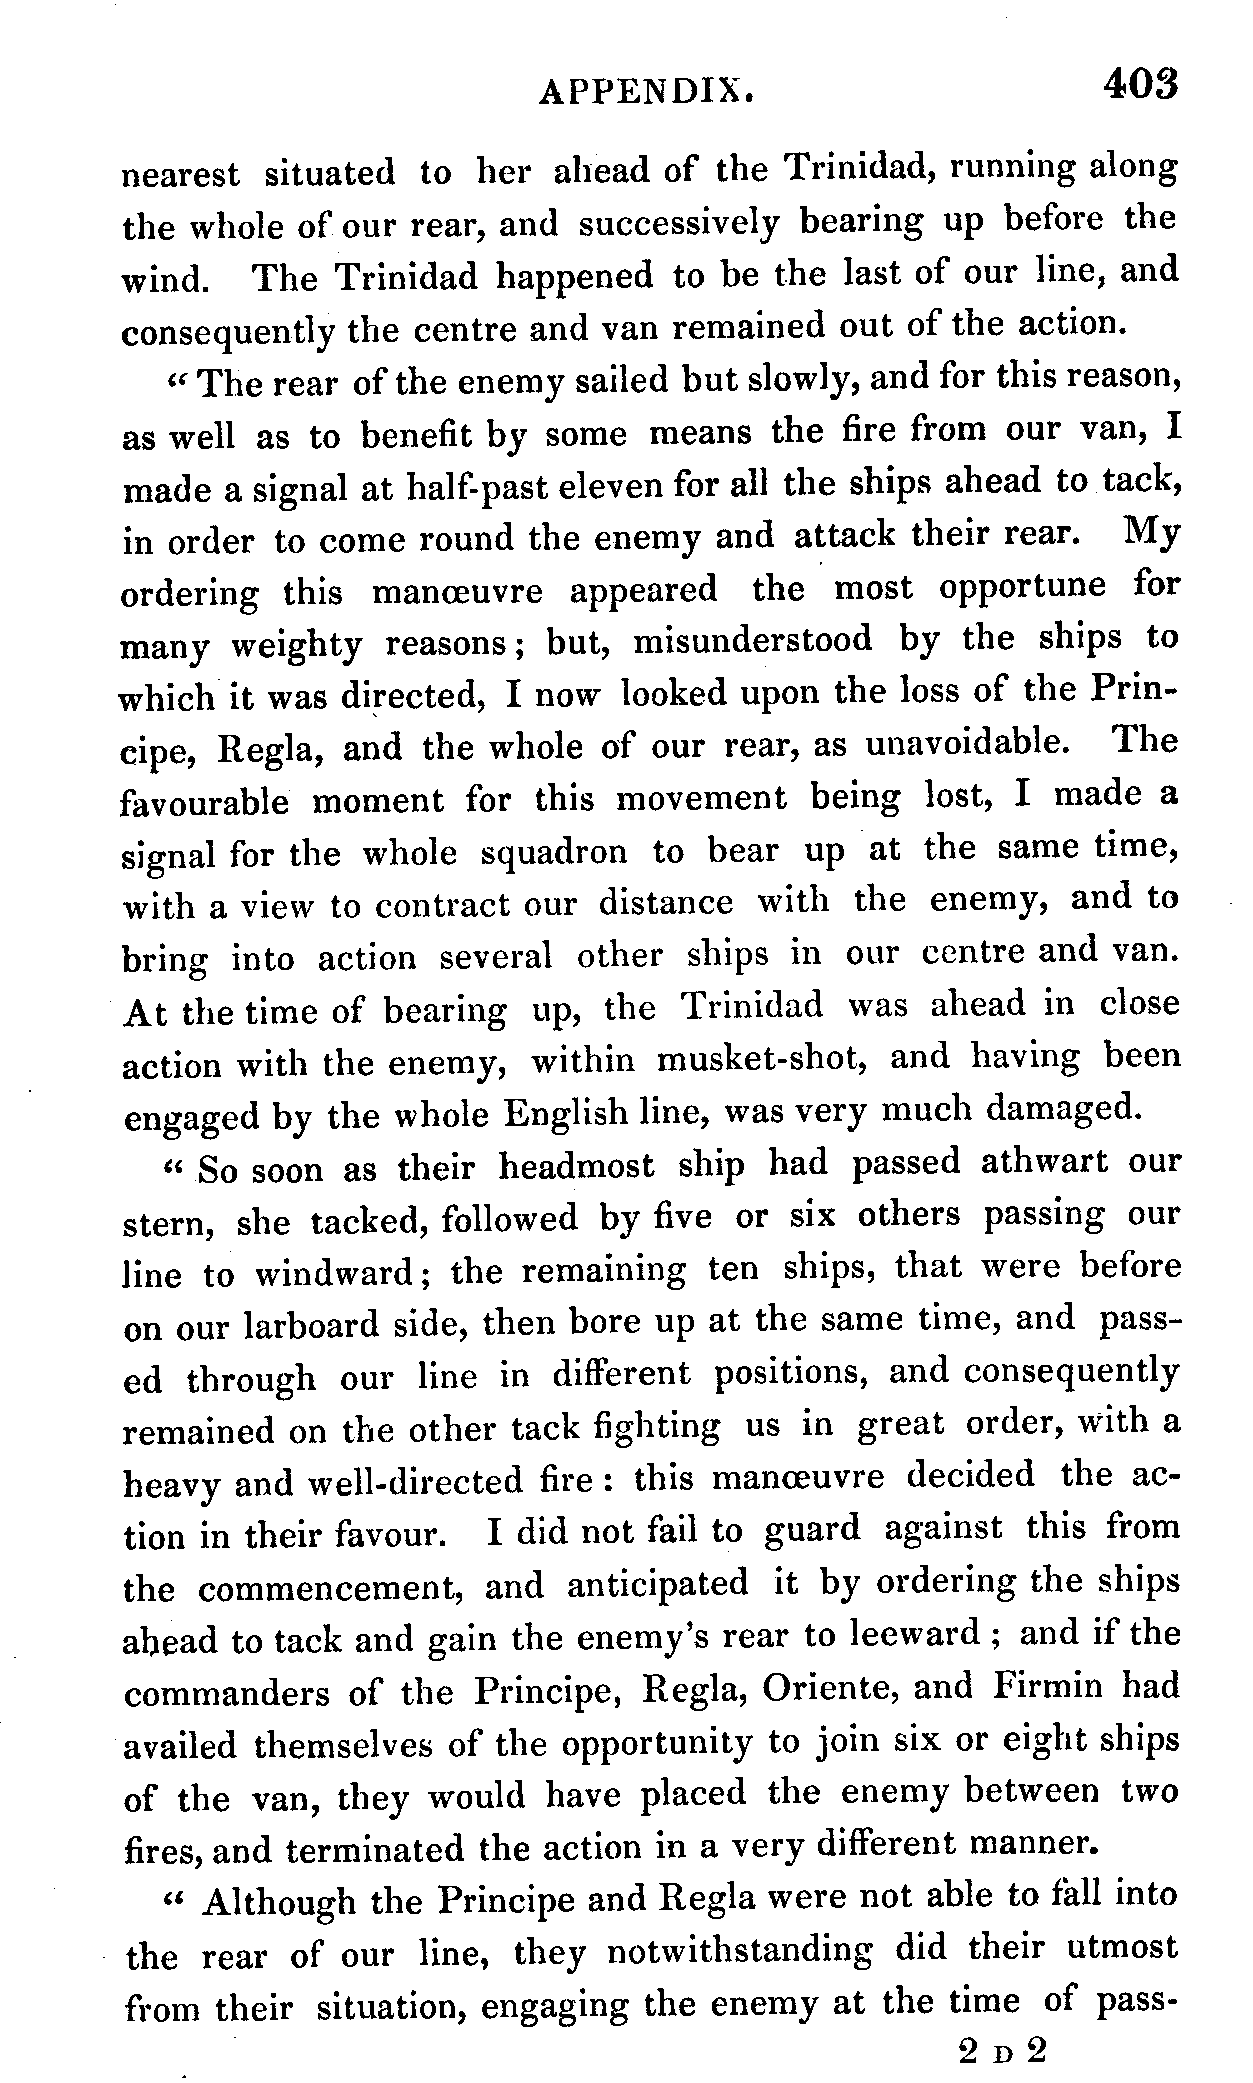 APPENDIX. 403
nearest situated to her ahead of the Trinidad, running along
the whole of our rear, and successively bearing up before the
wind. The Trinidad happened to be the last of our line, and
consequently the centre and van remained out of the action.
“ The rear of the enemy sailed but slowly, and for this reason,
as well as to benefit by some means the fire from our van, I
made a signal at half-past eleven for all the ships ahead to tack,
in order to come round the enemy and attack their rear. My
ordering this manœuvre appeared the most opportune for
many weighty reasons ; but, misunderstood by the ships to
which it was directed, I now looked upon the loss of the Prin-
cipe, Regla, and the whole of our rear, as unavoidable. The
favourable moment for this movement being lost, I made a
signal for the whole squadron to bear up at the same time,
with a view to contract our distance with the enemy, and to
bring into action several other ships in our centre and van.
At the time of bearing up, the Trinidad was ahead in close
action with the enemy, within musket-shot, and having been
engaged by the whole English line, was very much damaged.
“ So soon as their headmost ship had passed athwart our
stern, she tacked, followed by five or six others passing our
line to windward ; the remaining ten ships, that were before
on our larboard side, then bore up at the same time, and pass-
ed through our line in different positions, and consequently
remained on the other tack fighting us in great order, with a
heavy and well-directed fire : this manœuvre decided the ac-
tion in their favour. I did not fail to guard against this from
the commencement, and anticipated it by ordering the ships
ahead to tack and gain the enemy’s rear to leeward ; and if the
commanders of the Principe, Regla, Oriente, and Firmin had
availed themselves of the opportunity to join six or eight ships
of the van, they would have placed the enemy between two
fires, and terminated the action in a very different manner.
“ Although the Principe and Regla were not able to fall into
the rear of our line, they notwithstanding did their utmost
from their situation, engaging the enemy at the time of pass-
2 D 2